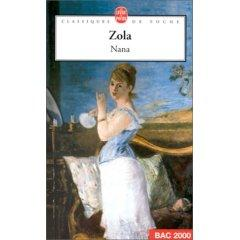 CLASSIQUES DE POCHE
Zola
Nana
BAC 2000